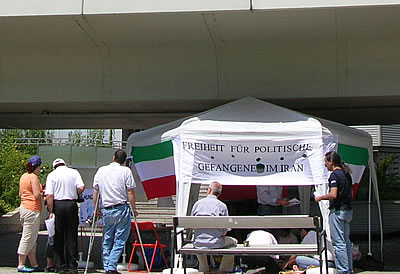 FREIHEIT FÜR POLITISCHE
GEFANGENE IM IRAN